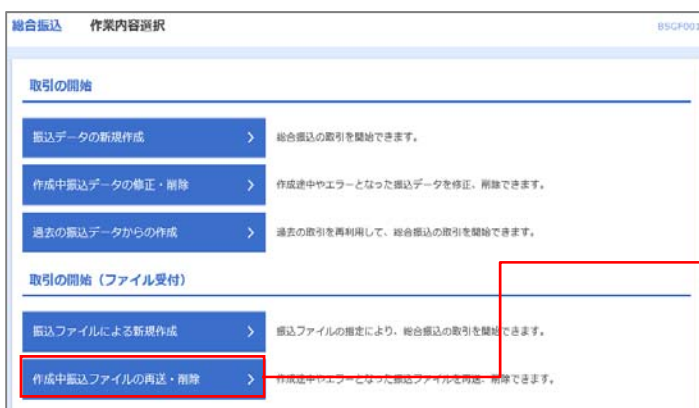 総合振込 作業内容選択 BSGF001
取引の開始
振込データの新規作成 総合振込の取引を開始できます。
作成中振込データの修正・削除 作成途中やエラーとなった振込データを修正、削除できます。
過去の振込データからの作成 過去の取引を再利用して、総合振込の取引を開始できます。
取引の開始（ファイル受付）
振込ファイルによる新規作成 振込ファイルの指定により、総合振込の取引を開始できます。
作成中振込ファイルの再送・削除 作成途中やエラーとなった振込ファイルを再送、削除できます。